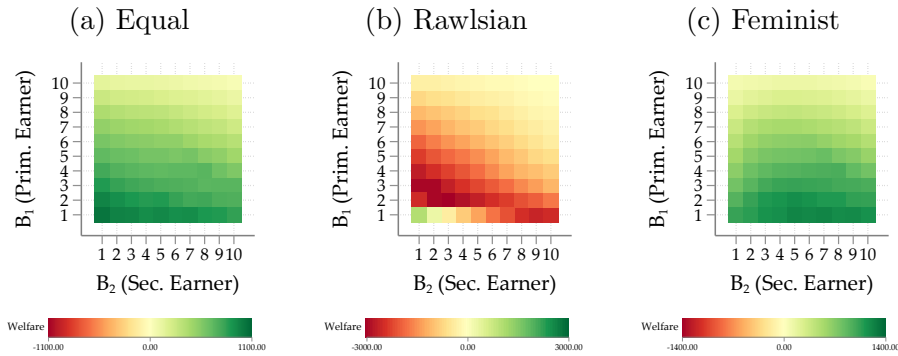 (a) Equal
(b) Rawlsian
(c) Feminist
B₁ (Prim. Earner)
10
9
8
7
6
5
4
3
2
1
1 2 3 4 5 6 7 8 9 10
B₂ (Sec. Earner)
Welfare
-1100.00 0.00 1100.00
B₁ (Prim. Earner)
10
9
8
7
6
5
4
3
2
1
1 2 3 4 5 6 7 8 9 10
B₂ (Sec. Earner)
Welfare
-3000.00 0.00 3000.00
B₁ (Prim. Earner)
10
9
8
7
6
5
4
3
2
1
1 2 3 4 5 6 7 8 9 10
B₂ (Sec. Earner)
Welfare
-1400.00 0.00 1400.00